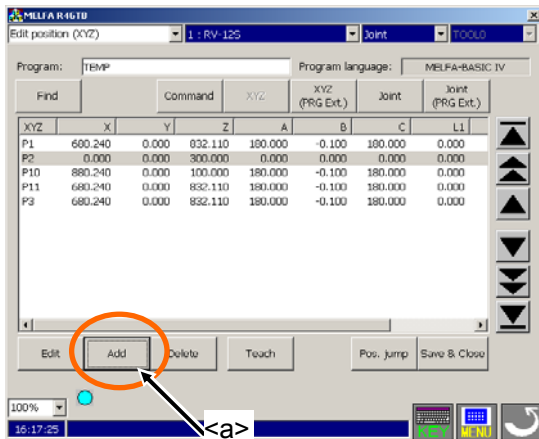 MELFA R46TB
Edit position (XYZ) 1 : RV-12S Joint TOOL0
Program: TEMP Program language: MELFA-BASIC IV
Find Command XYZ XYZ (PRG Ext.) Joint Joint (PRG Ext.)
XYZ X Y Z A B C L1
P1 680.240 0.000 832.110 180.000 -0.100 180.000 0.000
P2 0.000 0.000 300.000 0.000 0.000 0.000 0.000
P10 880.240 0.000 100.000 180.000 -0.100 180.000 0.000
P11 680.240 0.000 832.110 180.000 -0.100 180.000 0.000
P3 680.240 0.000 832.110 180.000 -0.100 180.000 0.000
Edit Add Delete Teach Pos. jump Save & Close
100%
16:17:25 <a> KEY MENU